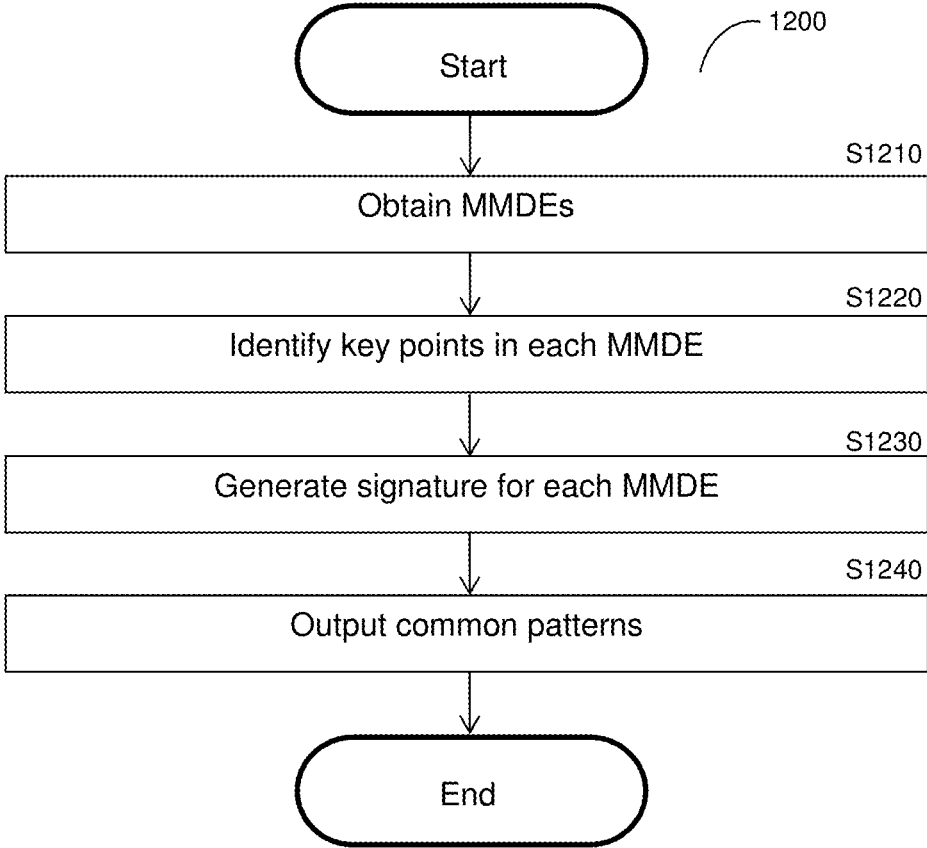 1200
Start
S1210
Obtain MMDEs
S1220
Identify key points in each MMDE
S1230
Generate signature for each MMDE
S1240
Output common patterns
End